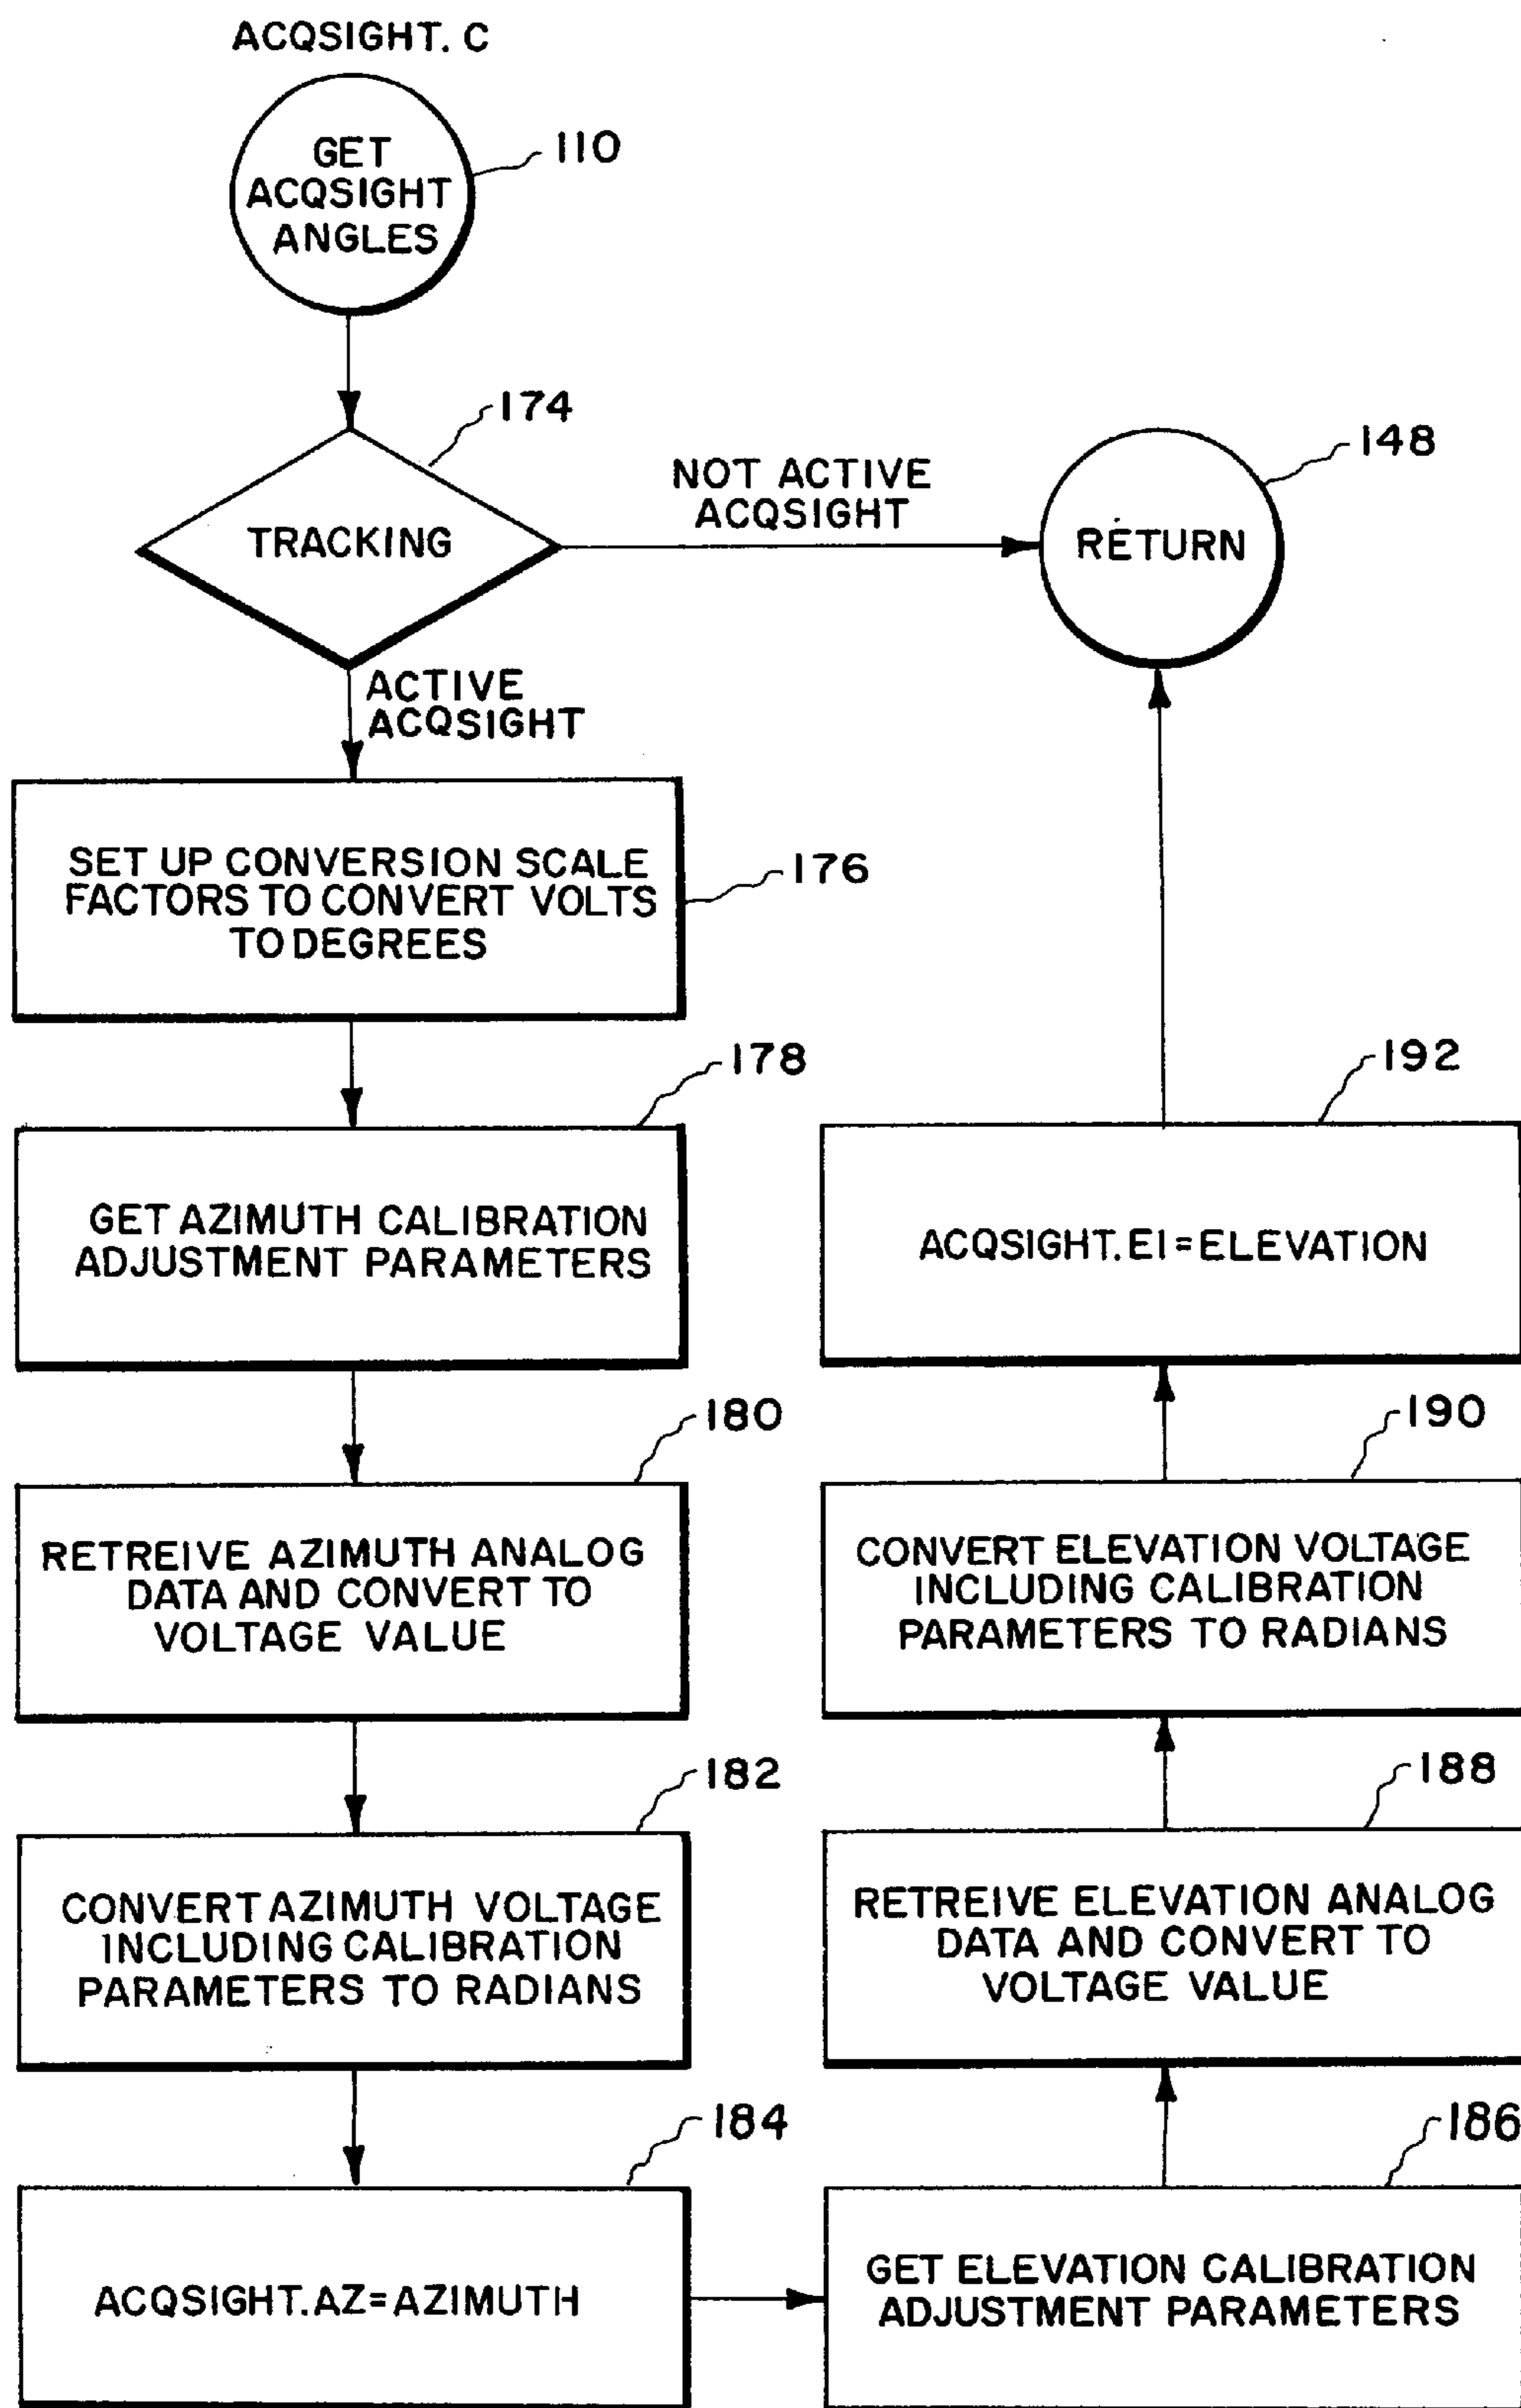 ACQSIGHT. C
GET
ACQSIGHT
ANGLES
110
174
TRACKING
NOT ACTIVE
ACQSIGHT
148
RETURN
ACTIVE
ACQSIGHT
SET UP CONVERSION SCALE
FACTORS TO CONVERT VOLTS
TO DEGREES
176
178
GET AZIMUTH CALIBRATION
ADJUSTMENT PARAMETERS
180
RETREIVE AZIMUTH ANALOG
DATA AND CONVERT TO
VOLTAGE VALUE
182
CONVERT AZIMUTH VOLTAGE
INCLUDING CALIBRATION
PARAMETERS TO RADIANS
184
ACQSIGHT.AZ=AZIMUTH
186
GET ELEVATION CALIBRATION
ADJUSTMENT PARAMETERS
188
RETREIVE ELEVATION ANALOG
DATA AND CONVERT TO
VOLTAGE VALUE
190
CONVERT ELEVATION VOLTAGE
INCLUDING CALIBRATION
PARAMETERS TO RADIANS
192
ACQSIGHT.El=ELEVATION